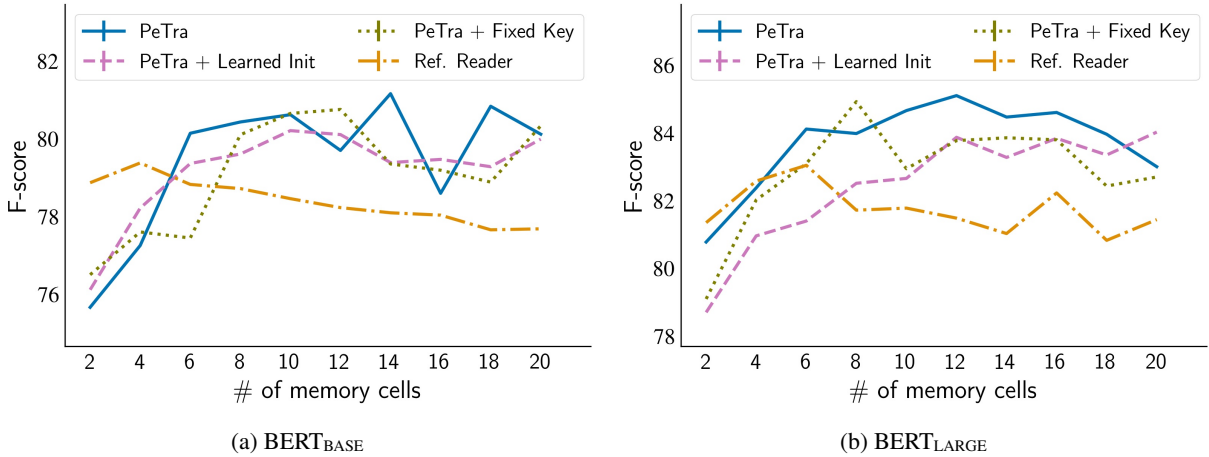 PeTra
PeTra + Learned Init
PeTra + Fixed Key
Ref. Reader
F-score
82
80
78
76
2 4 6 8 10 12 14 16 18 20
# of memory cells
(a) BERTBASE
PeTra
PeTra + Learned Init
PeTra + Fixed Key
Ref. Reader
F-score
86
84
82
80
78
2 4 6 8 10 12 14 16 18 20
# of memory cells
(b) BERTLARGE